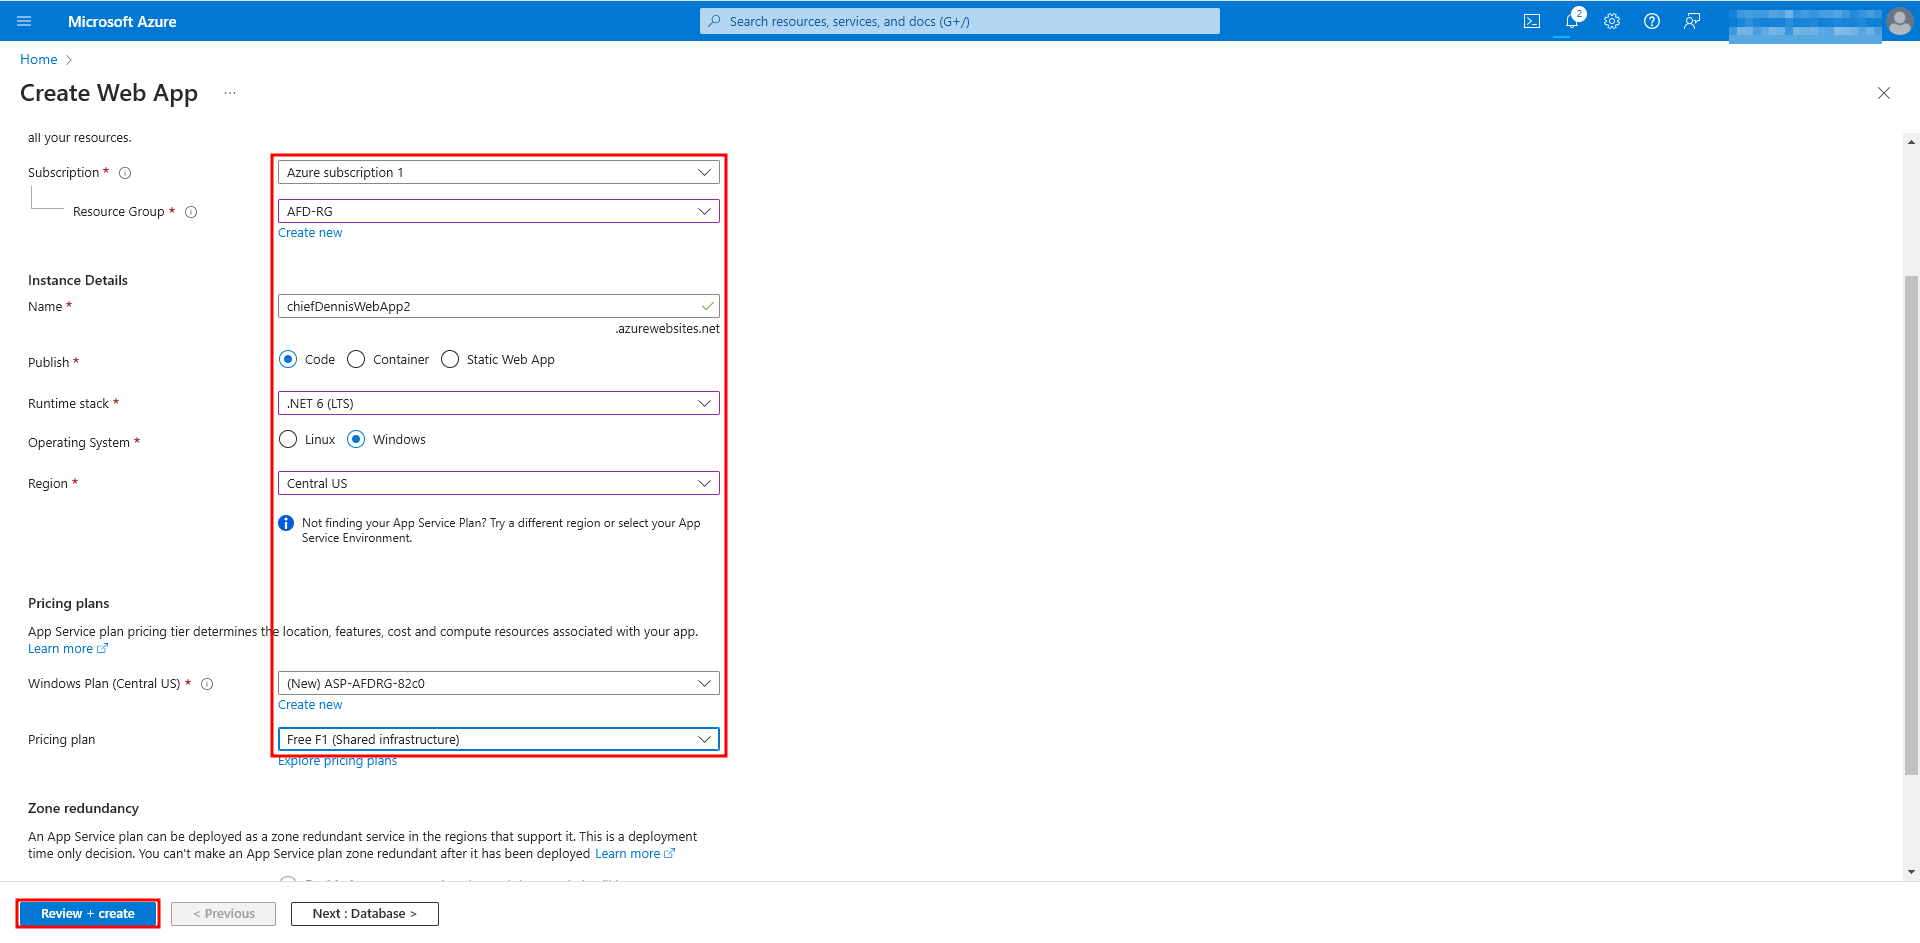 Microsoft Azure
Search resources, services, and docs (G+/)
2
Home
Create Web App
...
all your resources.
Subscription *
Azure subscription 1
Resource Group *
AFD-RG
Create new
Instance Details
Name *
chiefDennisWebApp2
.azurewebsites.net
Publish *
Code
Container
Static Web App
Runtime stack *
.NET 6 (LTS)
Operating System *
Linux
Windows
Region *
Central US
Not finding your App Service Plan? Try a different region or select your App
Service Environment.
Pricing plans
App Service plan pricing tier determines the location, features, cost and compute resources associated with your app.
Learn more
Windows Plan (Central US) *
(New) ASP-AFDRG-82c0
Create new
Pricing plan
Free F1 (Shared infrastructure)
Explore pricing plans
Zone redundancy
An App Service plan can be deployed as a zone redundant service in the regions that support it. This is a deployment
time only decision. You can't make an App Service plan zone redundant after it has been deployed Learn more
Review + create
< Previous
Next : Database >